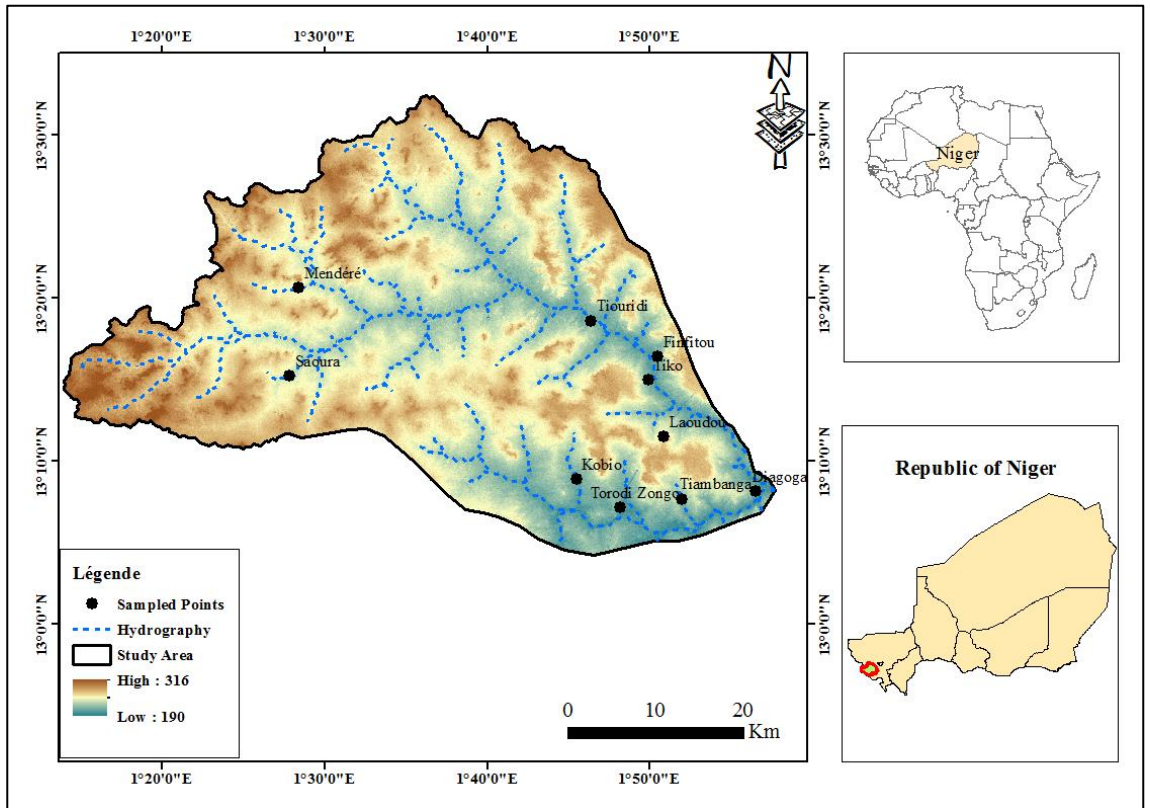 1°20'0"E 1°30'0"E 1°40'0"E 1°50'0"E
N
13°30'0"N
13°30'0"N
13°20'0"N
13°20'0"N
13°10'0"N
13°10'0"N
13°0'0"N
13°0'0"N
Mendéré
Tiouridi
Finfitou
Tiko
Saoura
Laoudou
Kobio
Torodi Zongo
Tiambanga
Diagoga
Légende
Sampled Points
Hydrography
Study Area
High : 316
Low : 190
0 10 20
Km
1°20'0"E 1°30'0"E 1°40'0"E 1°50'0"E
Niger
Republic of Niger